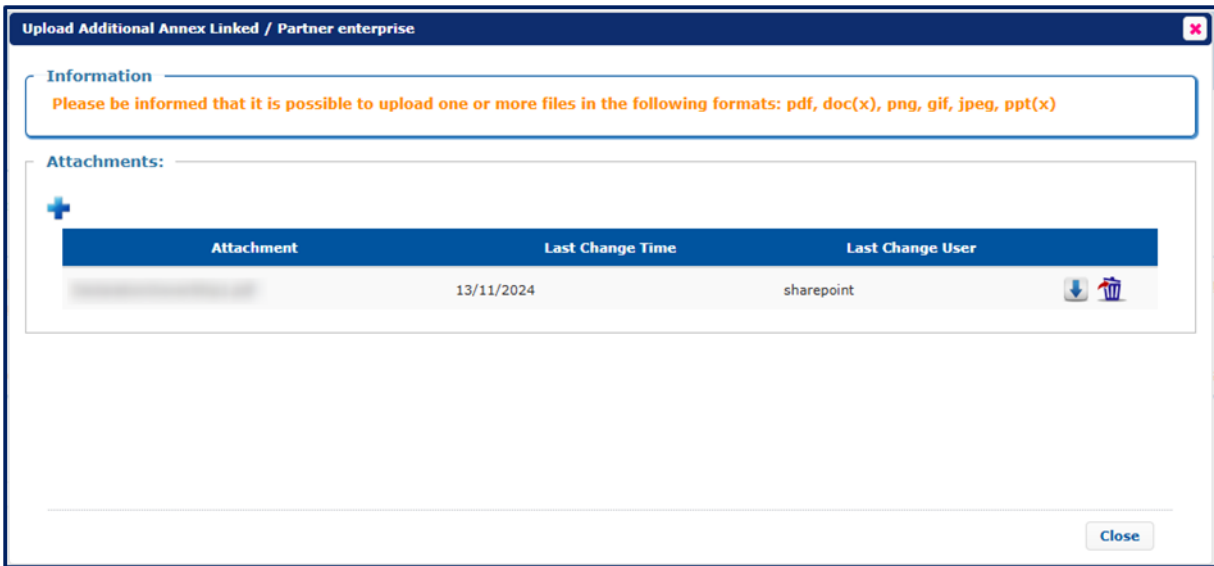 Upload Additional Annex Linked / Partner enterprise
Information
Please be informed that it is possible to upload one or more files in the following formats: pdf, doc(x), png, gif, jpeg, ppt(x)
Attachments:
Attachment Last Change Time Last Change User
13/11/2024 sharepoint
Close